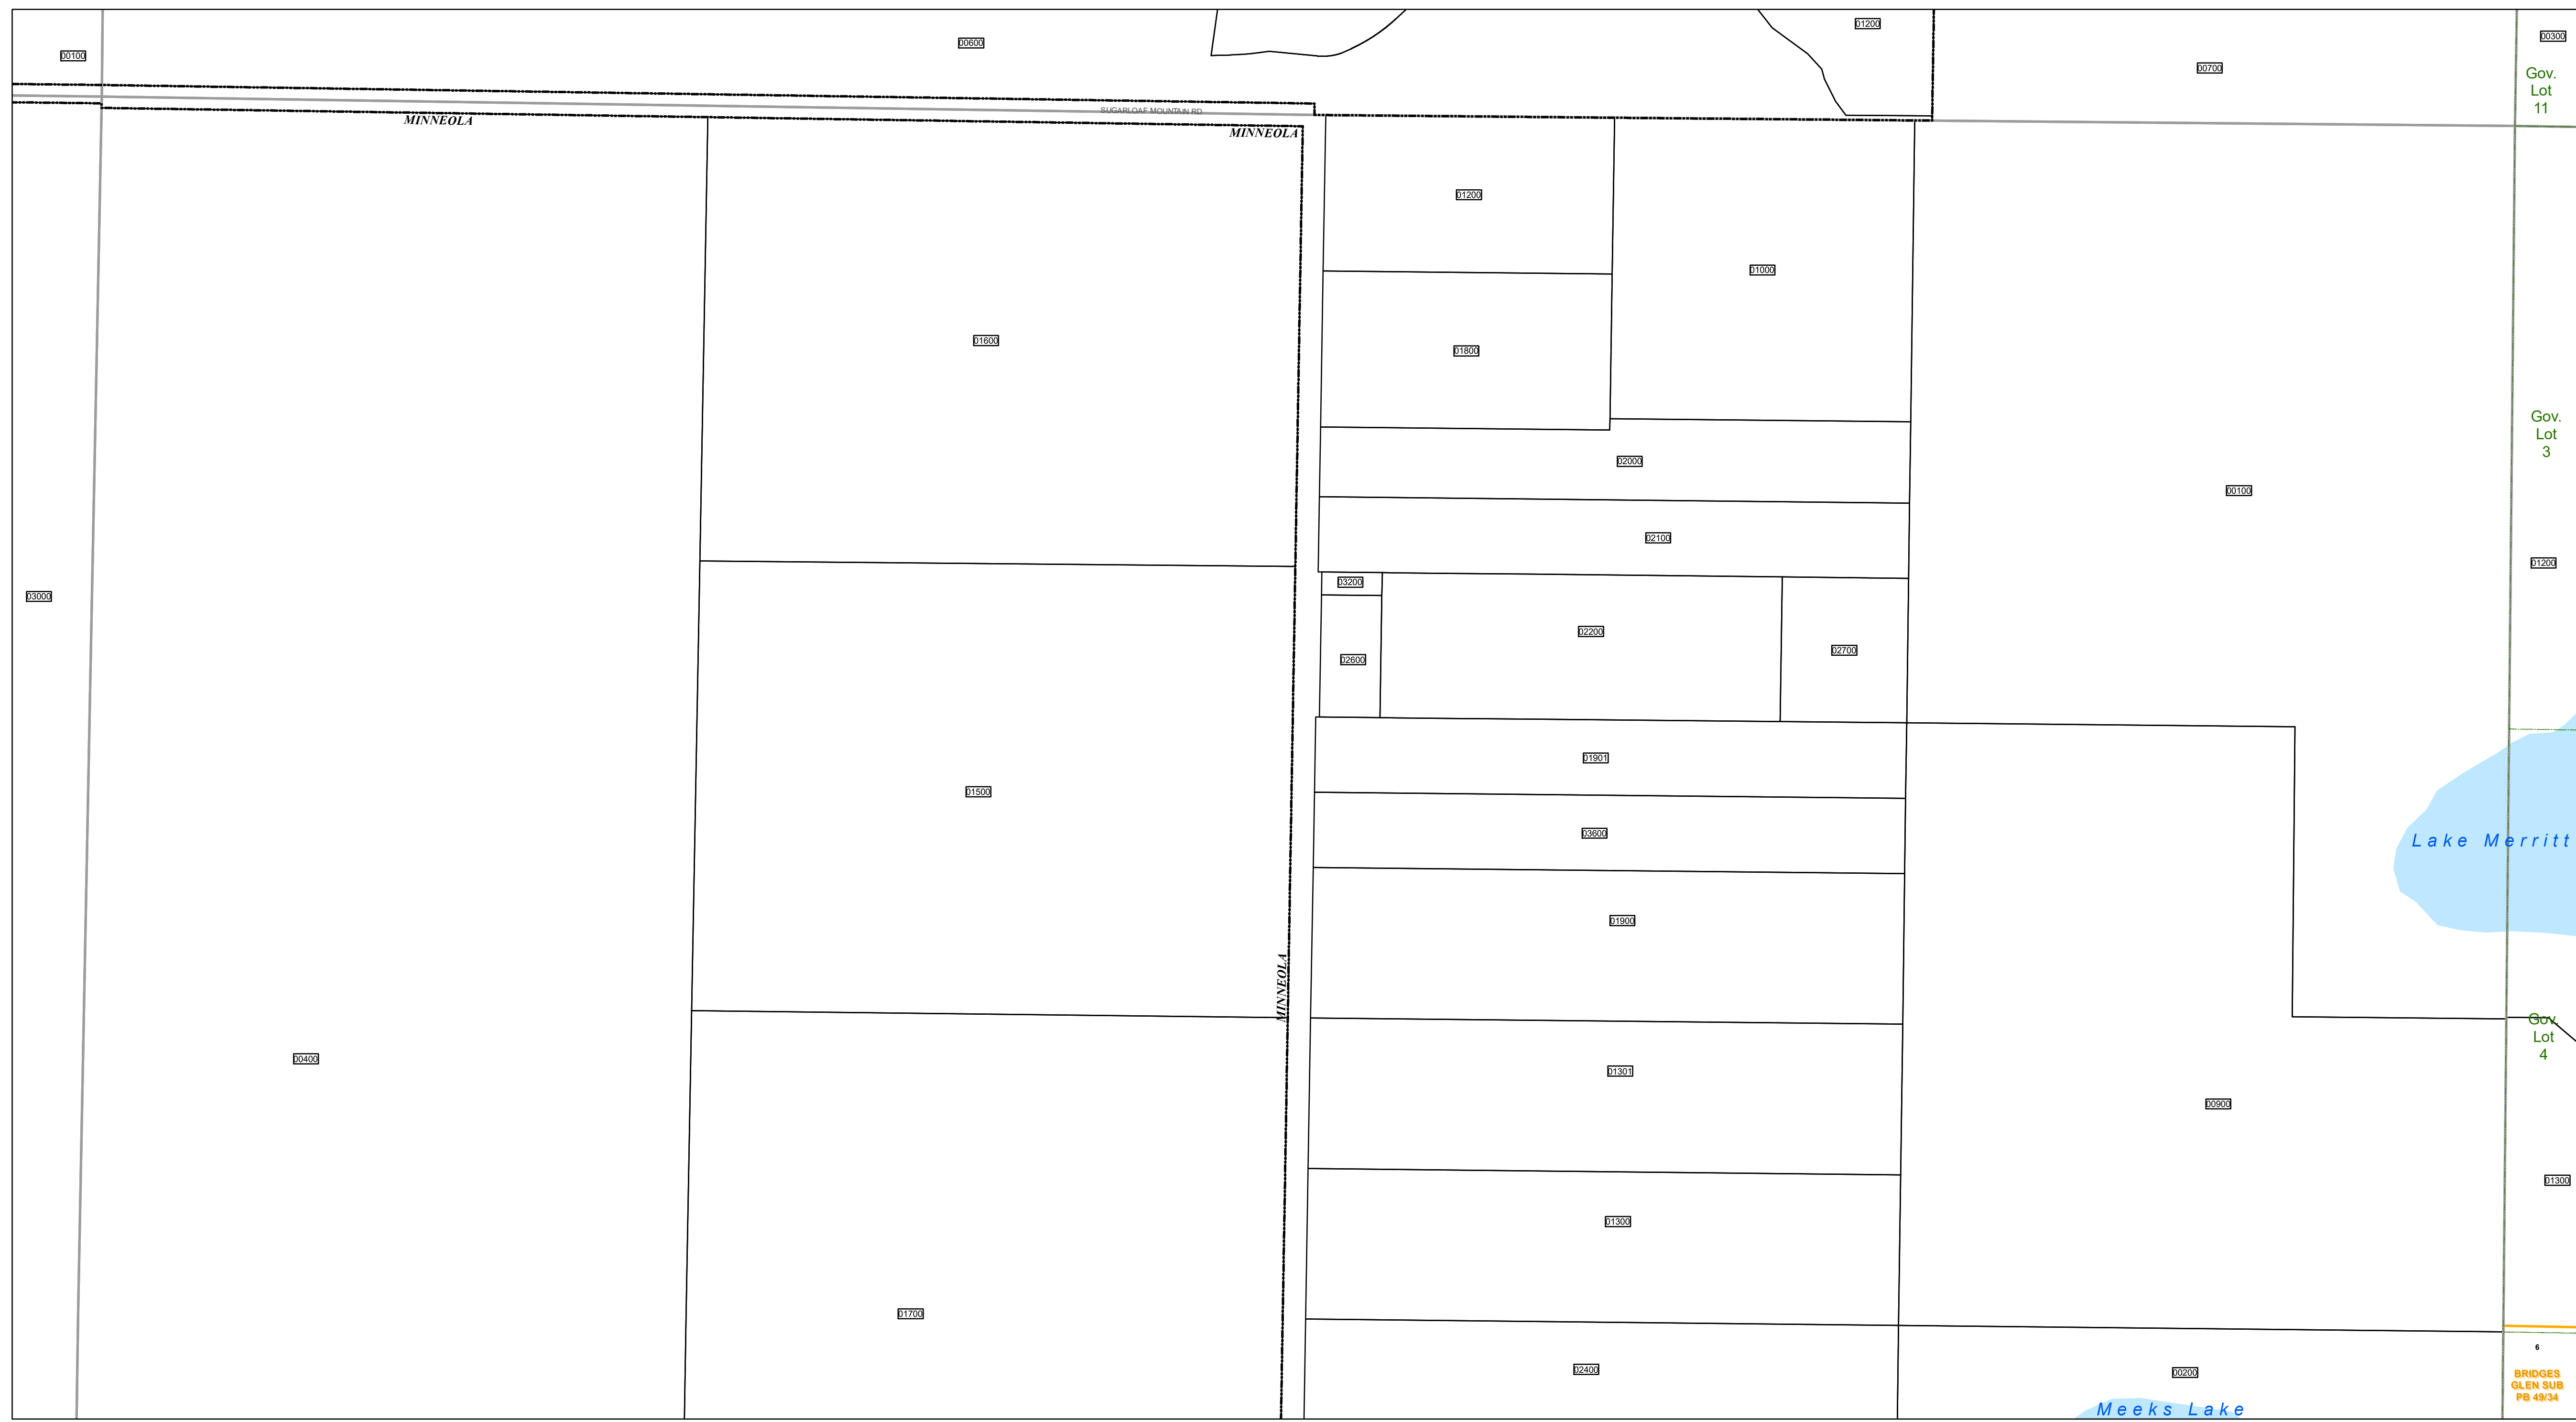 00100
00600
01200
00700
00300
Gov.
Lot
11
SUGARLOAF MOUNTAIN RD
MINNEOLA
MINNEOLA
01200
01000
01600
01800
Gov.
Lot
3
02000
00100
02100
01200
03200
03000
02200
02700
02600
01901
01500
03600
Lake Merritt
01900
MINNEOLA
Gov.
Lot
4
00400
01301
00900
01300
01300
01700
6
02400
00200
BRIDGES
GLEN SUB
PB 49/34
Meeks Lake